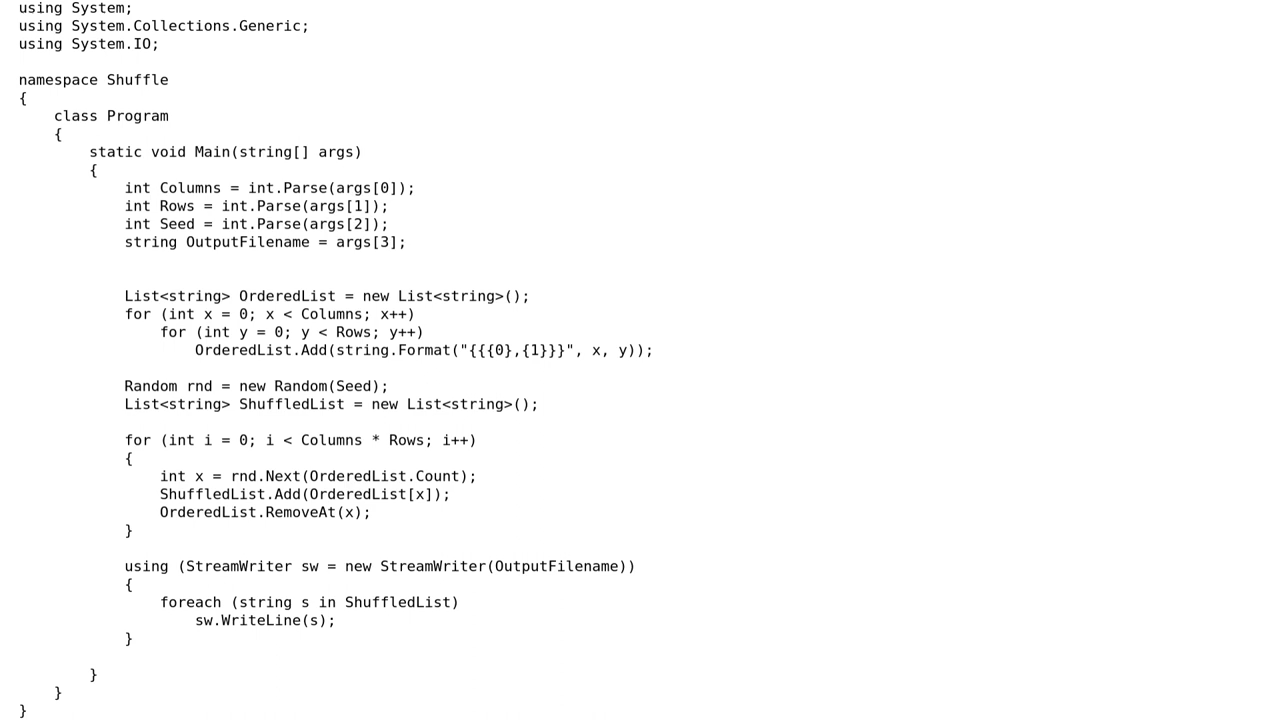 using System;
using System.Collections.Generic;
using System.IO;

namespace Shuffle
{
    class Program
    {
        static void Main(string[] args)
        {
            int Columns = int.Parse(args[0]);
            int Rows = int.Parse(args[1]);
            int Seed = int.Parse(args[2]);
            string OutputFilename = args[3];


            List<string> OrderedList = new List<string>();
            for (int x = 0; x < Columns; x++)
                for (int y = 0; y < Rows; y++)
                    OrderedList.Add(string.Format("{{{0},{1}}}", x, y));

            Random rnd = new Random(Seed);
            List<string> ShuffledList = new List<string>();

            for (int i = 0; i < Columns * Rows; i++)
            {
                int x = rnd.Next(OrderedList.Count);
                ShuffledList.Add(OrderedList[x]);
                OrderedList.RemoveAt(x);
            }

            using (StreamWriter sw = new StreamWriter(OutputFilename))
            {
                foreach (string s in ShuffledList)
                    sw.WriteLine(s);
            }

        }
    }
}